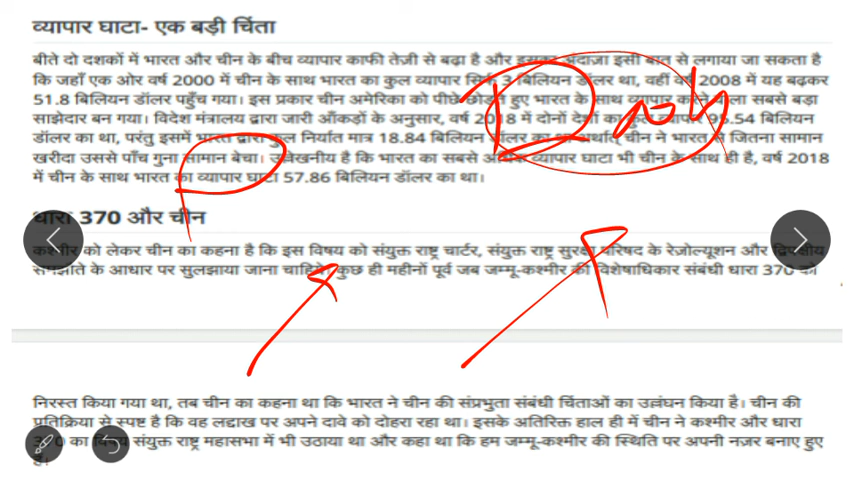 व्यापार घाटा- एक बड़ी चिंता
बीते दो दशकों में भारत और चीन के बीच व्यापार काफी तेज़ी से बढ़ा है और इसका अंदाज़ा इसी बात से लगाया जा सकता है
कि जहाँ एक ओर वर्ष 2000 में चीन के साथ भारत का कुल व्यापार सिर्फ 3 बिलियन डॉलर था, वहीं वर्ष 2008 में यह बढ़कर
51.8 बिलियन डॉलर पहुँच गया। इस प्रकार चीन अमेरिका को पीछे छोड़ते हुए भारत के साथ व्यापार करने वाला सबसे बड़ा
साझेदार बन गया। विदेश मंत्रालय द्वारा जारी आँकड़ों के अनुसार, वर्ष 2018 में दोनों देशों का कुल व्यापार 95.54 बिलियन
डॉलर का था, परंतु इसमें भारत द्वारा कुल निर्यात मात्र 18.84 बिलियन डॉलर का था अर्थात् चीन ने भारत से जितना सामान
खरीदा उससे पाँच गुना सामान बेचा। उल्लेखनीय है कि भारत का सबसे अधिक व्यापार घाटा भी चीन के साथ ही है, वर्ष 2018
में चीन के साथ भारत का व्यापार घाटा 57.86 बिलियन डॉलर का था।
धारा 370 और चीन
कश्मीर को लेकर चीन का कहना है कि इस विषय को संयुक्त राष्ट्र चार्टर, संयुक्त राष्ट्र सुरक्षा परिषद के रेज़ोल्यूशन और द्विपक्षीय
समझौते के आधार पर सुलझाया जाना चाहिये। कुछ ही महीनों पूर्व जब जम्मू-कश्मीर की विशेषाधिकार संबंधी धारा 370 को
निरस्त किया गया था, तब चीन का कहना था कि भारत ने चीन की संप्रभुता संबंधी चिंताओं का उल्लंघन किया है। चीन की
प्रतिक्रिया से स्पष्ट है कि वह लद्दाख पर अपने दावे को दोहरा रहा था। इसके अतिरिक्त हाल ही में चीन ने कश्मीर और धारा
370 का विषय संयुक्त राष्ट्र महासभा में भी उठाया था और कहा था कि हम जम्मू-कश्मीर की स्थिति पर अपनी नज़र बनाए हुए
है।